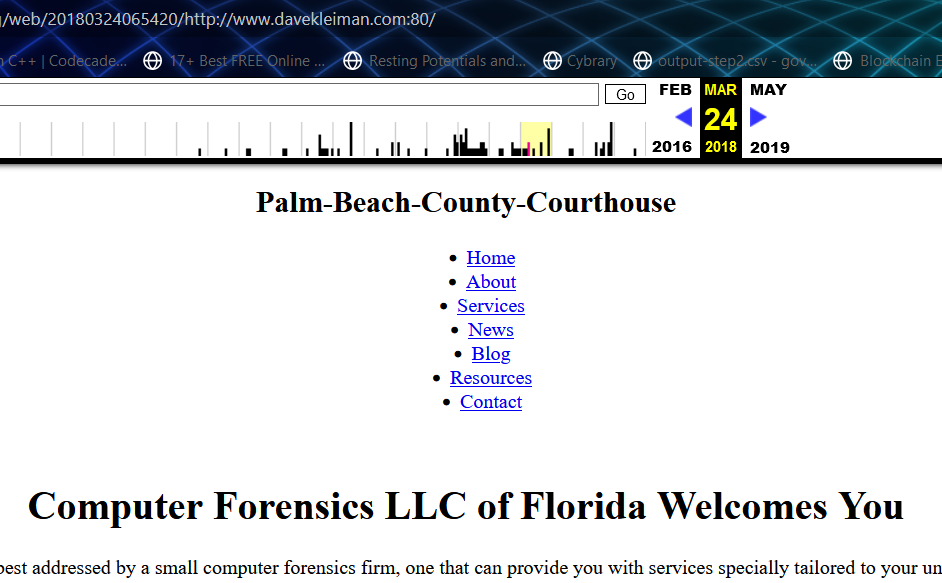 /web/20180324065420/http://www.davekleiman.com:80/
C++ | Codecade... 17+ Best FREE Online ... Resting Potentials and... Cybrary output-step2.csv - gov... Blockchain E
Go
FEB MAR MAY
24
2016 2018 2019
Palm-Beach-County-Courthouse
Home
About
Services
News
Blog
Resources
Contact
Computer Forensics LLC of Florida Welcomes You
best addressed by a small computer forensics firm, one that can provide you with services specially tailored to your un